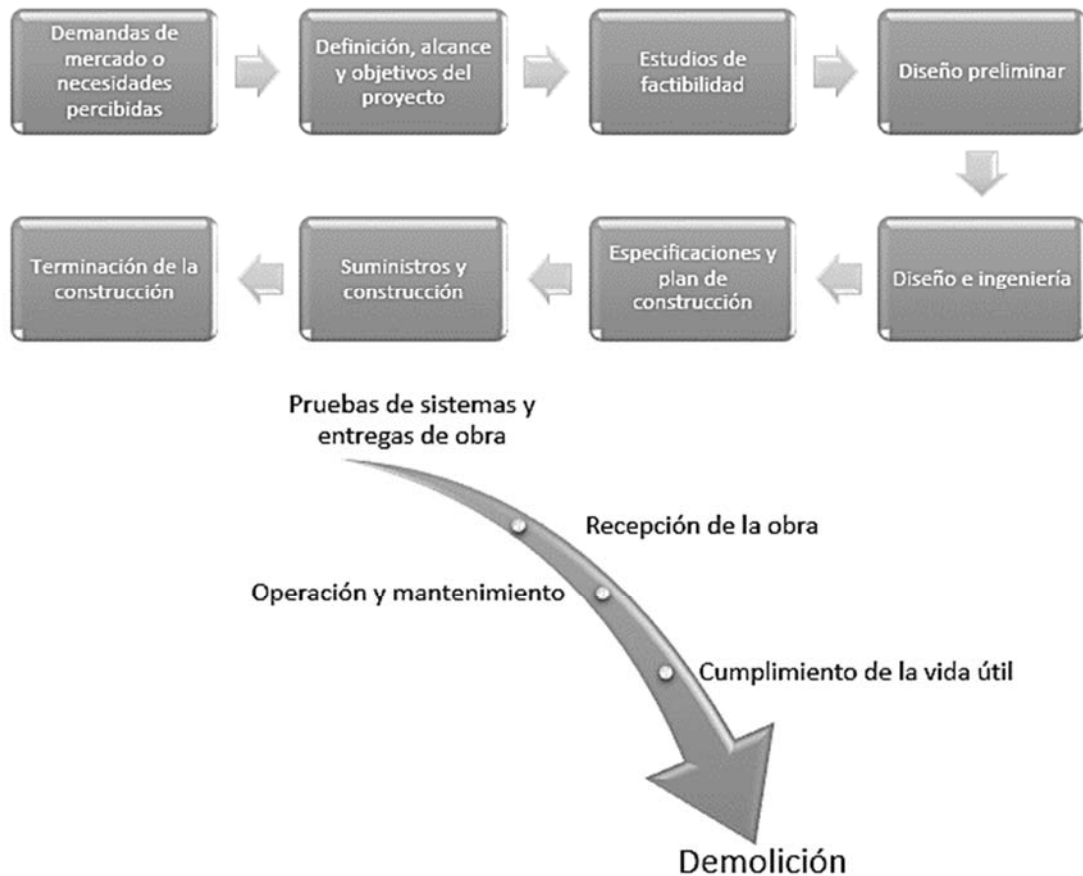 Demandas de
mercado o
necesidades
percibidas
Definición, alcance
y objetivos del
proyecto
Estudios de
factibilidad
Diseño preliminar
Diseño e ingeniería
Especificaciones y
plan de
construcción
Suministros y
construcción
Terminación de la
construcción
Pruebas de sistemas y
entregas de obra
Recepción de la obra
Operación y mantenimiento
Cumplimiento de la vida útil
Demolición